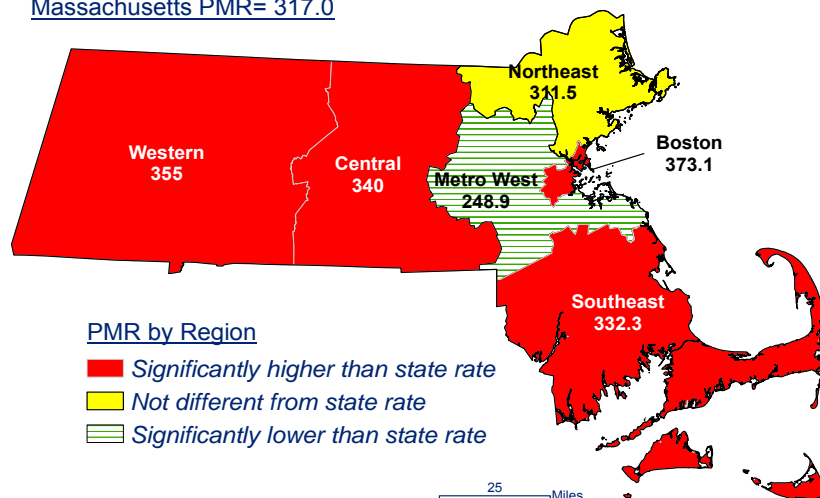 Massachusetts PMR= 317.0
Northeast
311.5
Boston
373.1
Western
355
Central
340
Metro West
248.9
Southeast
332.3
PMR by Region
Significantly higher than state rate
Not different from state rate
Significantly lower than state rate
25
Miles